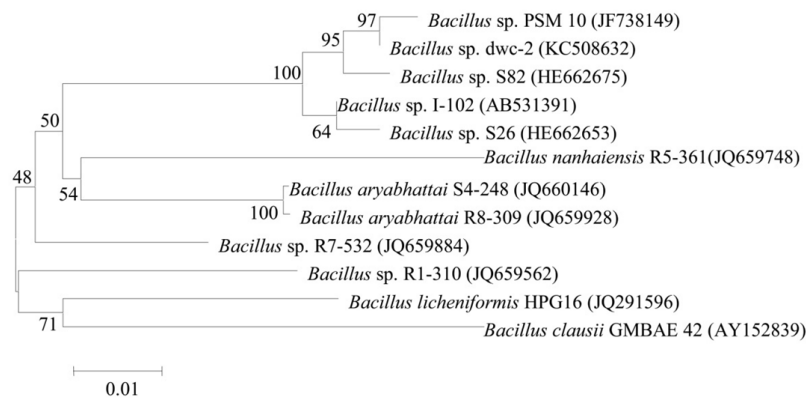 97
Bacillus sp. PSM 10 (JF738149)
95
Bacillus sp. dwc-2 (KC508632)
100
Bacillus sp. S82 (HE662675)
Bacillus sp. I-102 (AB531391)
50
64
Bacillus sp. S26 (HE662653)
Bacillus nanhaiensis R5-361(JQ659748)
48
54
Bacillus aryabhattai S4-248 (JQ660146)
100
Bacillus aryabhattai R8-309 (JQ659928)
Bacillus sp. R7-532 (JQ659884)
Bacillus sp. R1-310 (JQ659562)
Bacillus licheniformis HPG16 (JQ291596)
71
Bacillus clausii GMBAE 42 (AY152839)
0.01